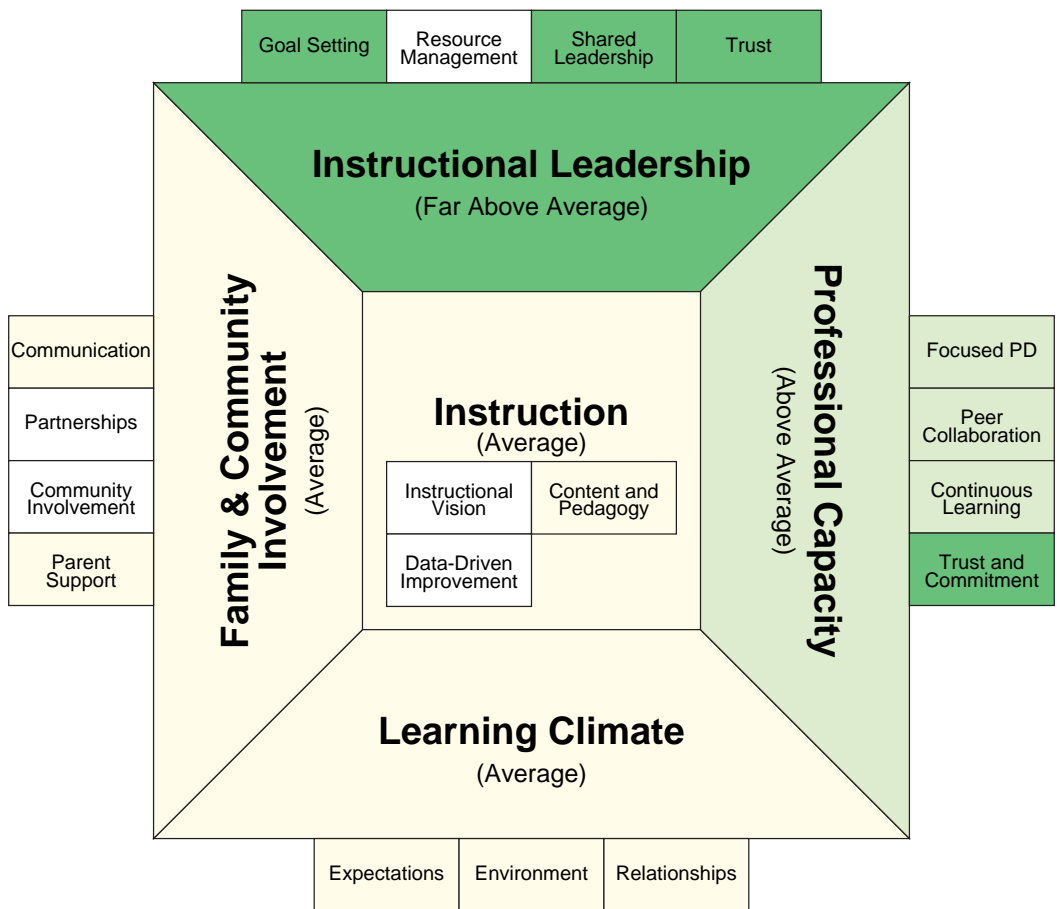 Goal Setting
Resource
Management
Shared
Leadership
Trust
Instructional Leadership
(Far Above Average)
Communication
Partnerships
Community
Involvement
Parent
Support
Family & Community
Involvement
(Average)
Instruction
(Average)
Instructional
Vision
Content and
Pedagogy
Data-Driven
Improvement
Professional Capacity
(Above Average)
Focused PD
Peer
Collaboration
Continuous
Learning
Trust and
Commitment
Learning Climate
(Average)
Expectations
Environment
Relationships